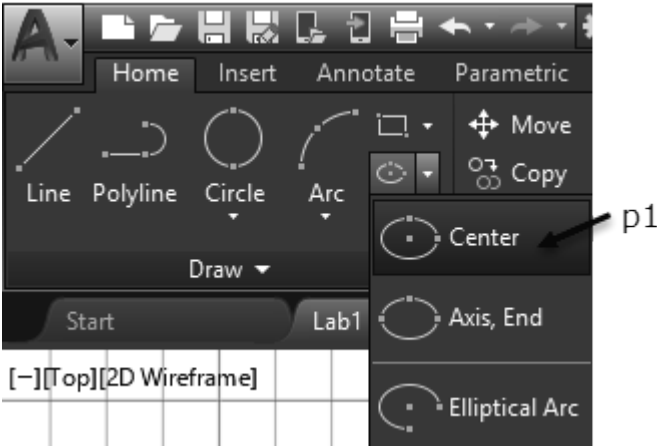 A
Home Insert Annotate Parametric
Move
Copy
Line Polyline Circle Arc
p1
Center
Draw
Start Lab1 Axis, End
[−][Top][2D Wireframe]
Elliptical Arc